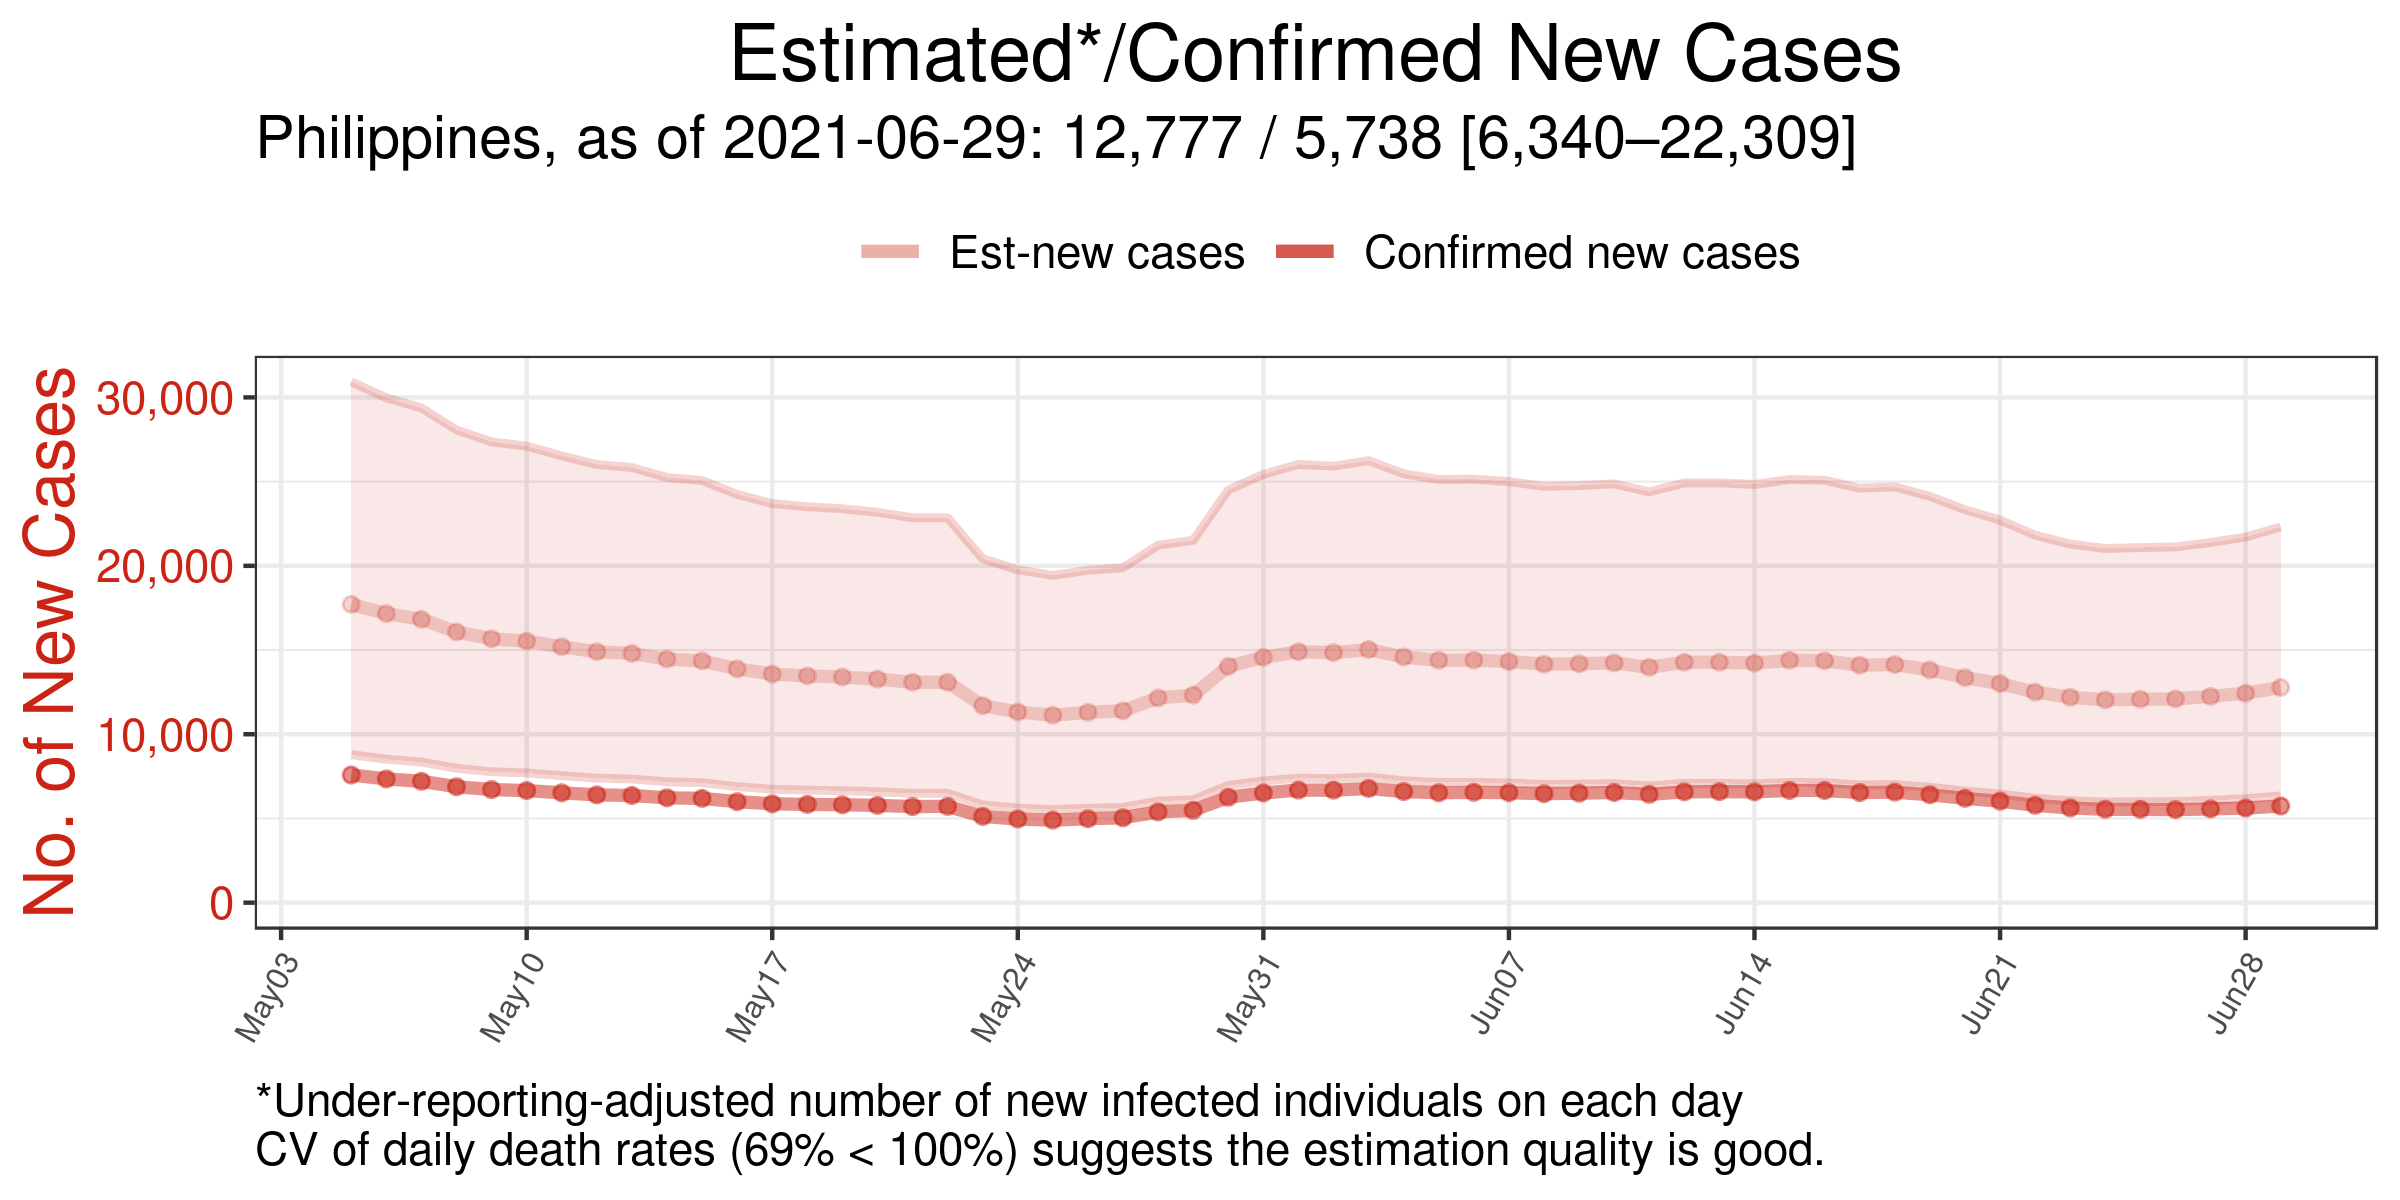 Estimated*/Confirmed New Cases
Philippines, as of 2021-06-29: 12,777 / 5,738 [6,340–22,309]
Est-new cases
Confirmed new cases
No. of New Cases
30,000
20,000
10,000
0
May03
May10
May17
May24
May31
Jun07
Jun14
Jun21
Jun28
*Under-reporting-adjusted number of new infected individuals on each day
CV of daily death rates (69% < 100%) suggests the estimation quality is good.